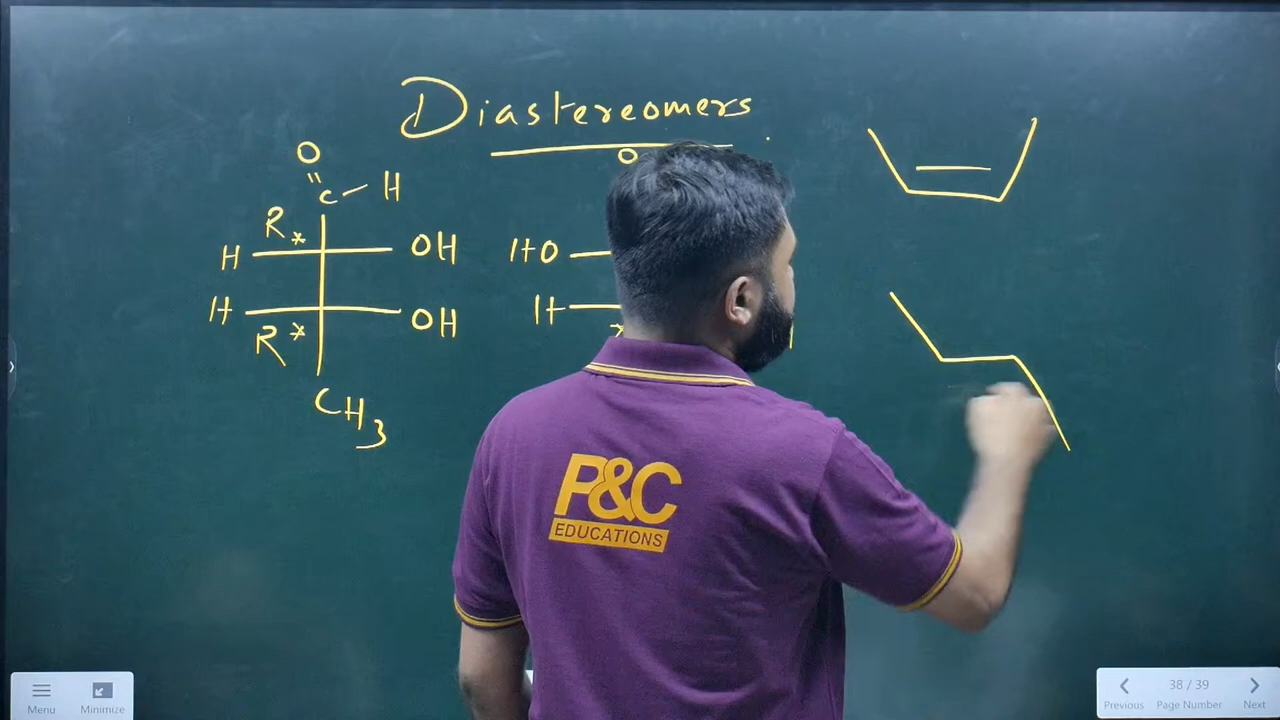 Diastereomers
O
" C - H
R *
H OH
H OH
R *
CH3
O
HO
H
*
P&C
EDUCATIONS
Menu
Minimize
Previous
38 / 39
Page Number
Next